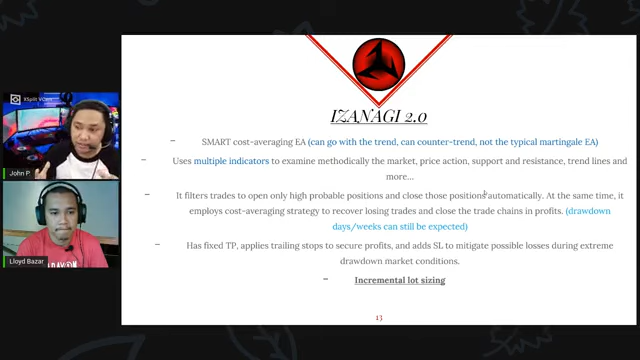 XSplit VCam
John P.
Lloyd Bazar
IZANAGI 2.0
– SMART cost-averaging EA (can go with the trend, can counter-trend, not the typical martingale EA)
– Uses multiple indicators to examine methodically the market, price action, support and resistance, trend lines and
more...
– It filters trades to open only high probable positions and close those positions automatically. At the same time, it
employs cost-averaging strategy to recover losing trades and close the trade chains in profits. (drawdown
days/weeks can still be expected)
– Has fixed TP, applies trailing stops to secure profits, and adds SL to mitigate possible losses during extreme
drawdown market conditions.
– Incremental lot sizing
13